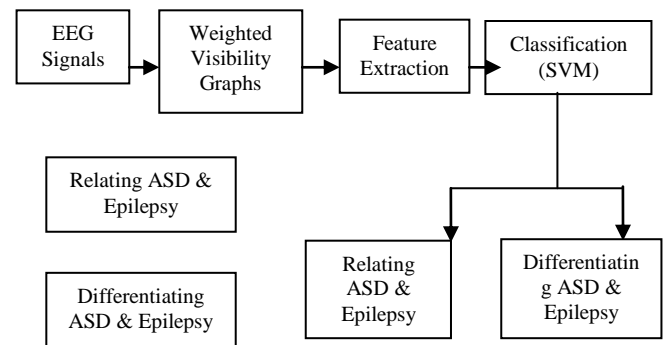 EEG
Signals
Weighted
Visibility
Graphs
Feature
Extraction
Classification
(SVM)
Relating ASD &
Epilepsy
Differentiating
ASD & Epilepsy
Relating
ASD &
Epilepsy
Differentiatin
g ASD &
Epilepsy